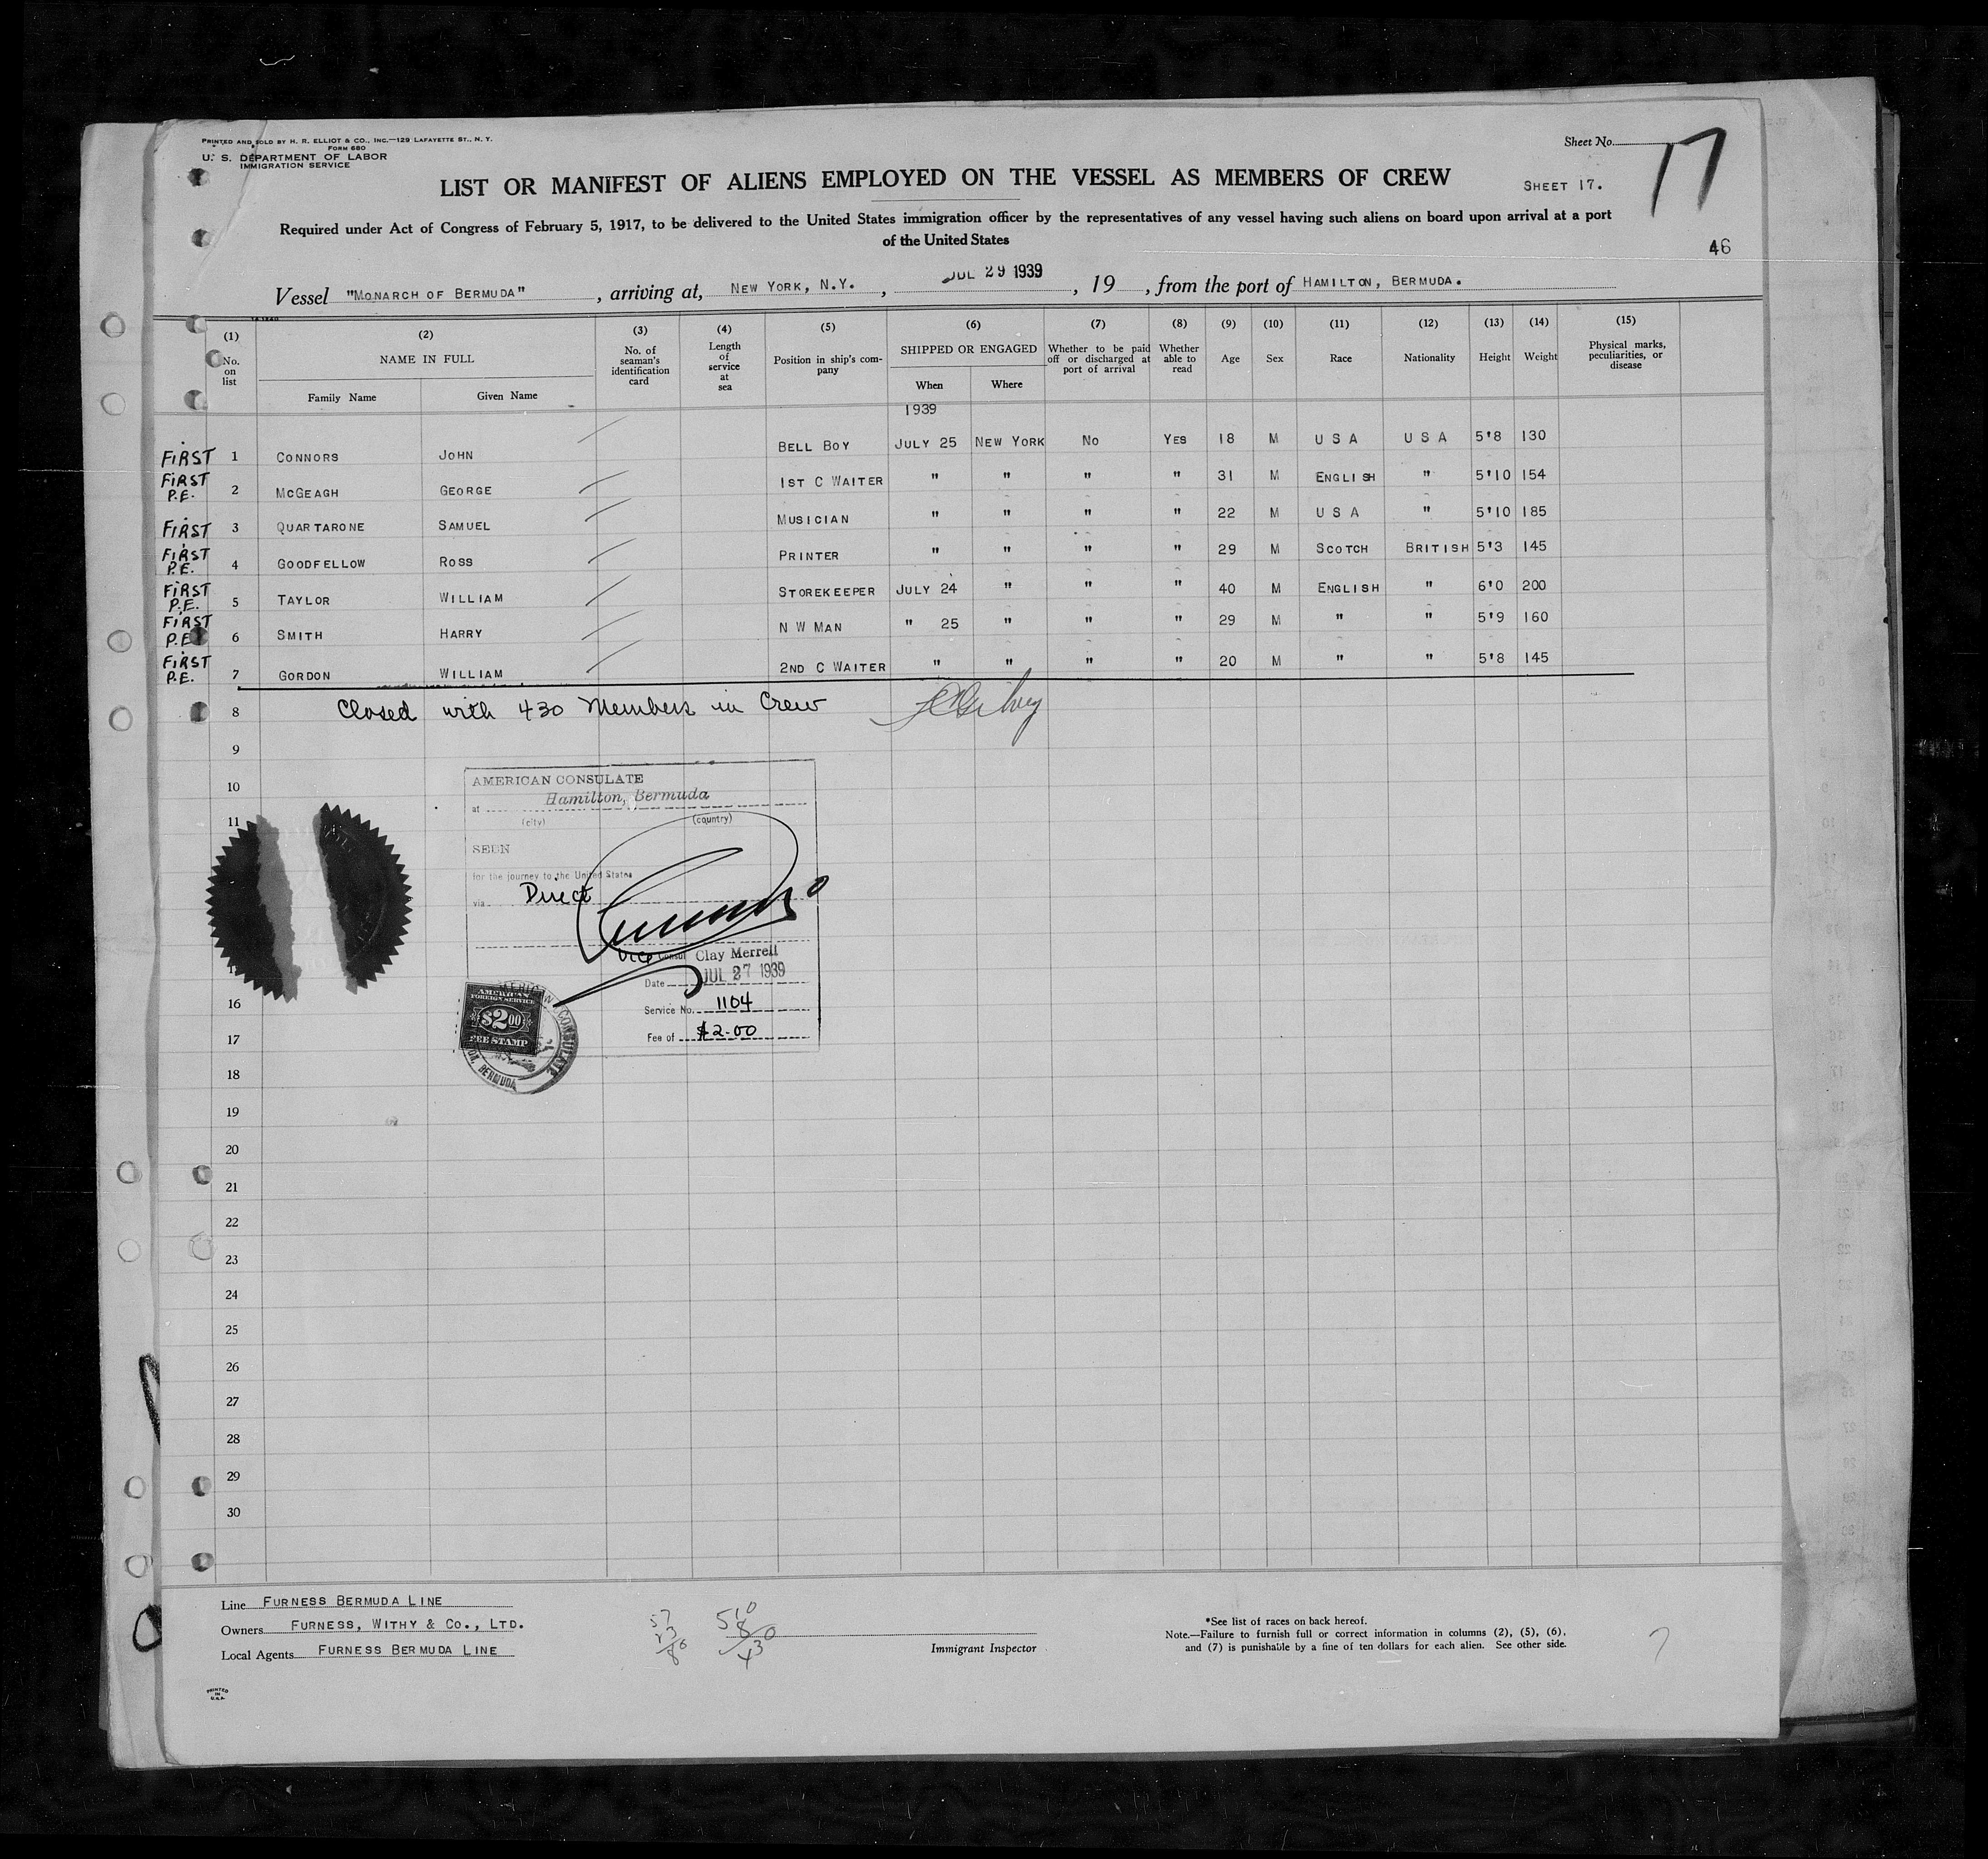 PRINTED AND SOLD BY H. R. ELLIOT & CO., INC.—129 LAFAYETTE ST., N. Y.
FORM 680
U. S. DEPARTMENT OF LABOR
IMMIGRATION SERVICE
Sheet No. 17
SHEET 17.
LIST OR MANIFEST OF ALIENS EMPLOYED ON THE VESSEL AS MEMBERS OF CREW
Required under Act of Congress of February 5, 1917, to be delivered to the United States immigration officer by the representatives of any vessel having such aliens on board upon arrival at a port
of the United States
46
Vessel "MONARCH OF BERMUDA", arriving at, NEW YORK, N.Y., JUL 29 1939, 19, from the port of HAMILTON, BERMUDA.
(1) (2) (3) (4) (5) (6) (7) (8) (9) (10) (11) (12) (13) (14) (15)
No. on list
NAME IN FULL
Family Name Given Name
No. of seaman's identification card
Length of service at sea
Position in ship's company
SHIPPED OR ENGAGED
When Where
Whether to be paid off or discharged at port of arrival
Whether able to read
Age Sex Race Nationality Height Weight
Physical marks, peculiarities, or disease
1939
FIRST 1 CONNORS JOHN BELL BOY JULY 25 NEW YORK NO YES 18 M U S A U S A 5'8 130
FIRST P.E. 2 MCGEAGH GEORGE 1ST C WAITER " " " " 31 M ENGLISH " 5'10 154
FIRST 3 QUARTARONE SAMUEL MUSICIAN " " " " 22 M U S A " 5'10 185
FIRST P.E. 4 GOODFELLOW ROSS PRINTER " " " " 29 M SCOTCH BRITISH 5'3 145
FIRST P.E. 5 TAYLOR WILLIAM STOREKEEPER JULY 24 " " " 40 M ENGLISH " 6'0 200
FIRST P.E. 6 SMITH HARRY N W MAN " 25 " " " 29 M " " 5'9 160
FIRST P.E. 7 GORDON WILLIAM 2ND C WAITER " " " " 20 M " " 5'8 145
8 Closed with 430 Members in Crew
9
10
11
AMERICAN CONSULATE
at Hamilton, Bermuda
(city) (country)
SEEN
for the journey to the United States
via Direct
Vice Consul Clay Merrell
Date JUL 27 1939
Service No. 1104
Fee of $2.00
AMERICAN
FOREIGN SERVICE
$2.00
FEE STAMP
CONSULATE
BERMUDA
16
17
18
19
20
21
22
23
24
25
26
27
28
29
30
Line FURNESS BERMUDA LINE
Owners FURNESS, WITHY & CO., LTD.
Local Agents FURNESS BERMUDA LINE
Immigrant Inspector
*See list of races on back hereof.
Note.—Failure to furnish full or correct information in columns (2), (5), (6),
and (7) is punishable by a fine of ten dollars for each alien. See other side.
PRINTED
IN
U.S.A.